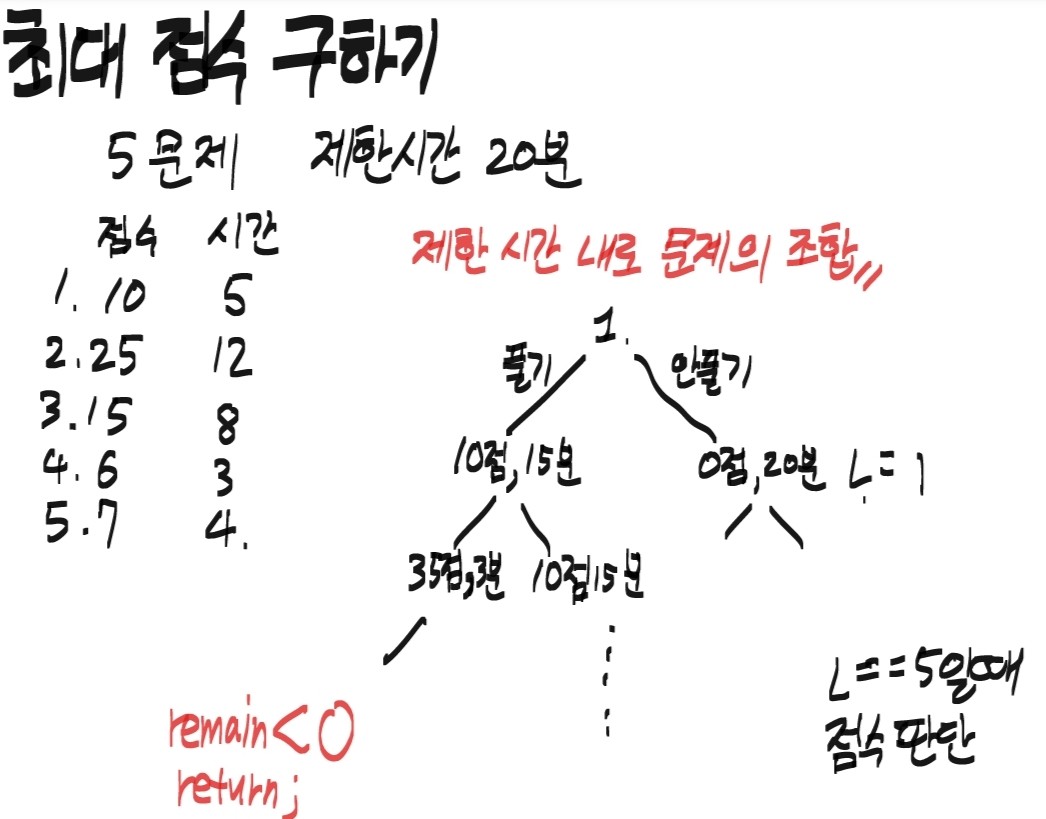 최대 점수 구하기
5 문제 제한시간 20분
점수 시간
1. 10 5
2. 25 12
3. 15 8
4. 6 3
5. 7 4.
제한 시간 내로 문제의 조합,,
1.
풀기 안풀기
10점, 15분 0점, 20분 L = 1
35점, 3분 10점 15분
L == 5일때
점수 판단
remain < 0
return;